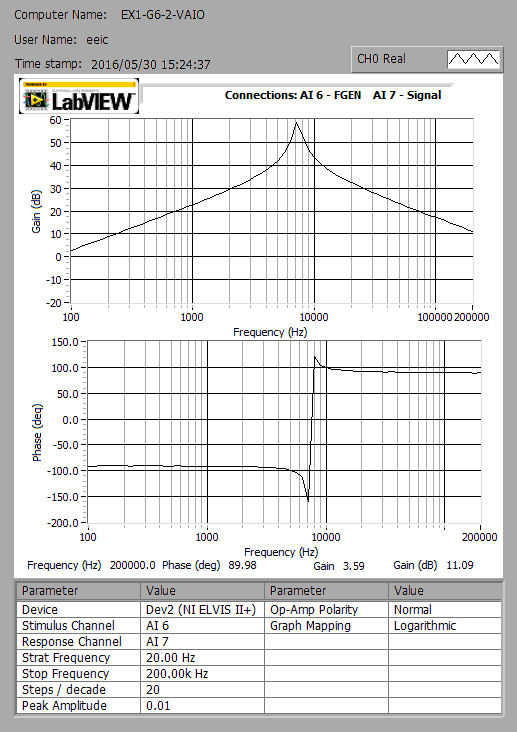 Computer Name: EX1-G6-2-VAIO
User Name: eeic
Time stamp: 2016/05/30 15:24:37
CH0 Real
POWERED BY
LabVIEW
Connections: AI 6 - FGEN AI 7 - Signal
60
50
40
30
20
10
0
-10
-20
Gain (dB)
100 1000 10000 100000 200000
Frequency (Hz)
150.0
100.0
50.0
0.0
-50.0
-100.0
-150.0
-200.0
Phase (deg)
100 1000 10000 200000
Frequency (Hz)
Frequency (Hz) 200000.0 Phase (deg) 89.98 Gain 3.59 Gain (dB) 11.09
Parameter Value Parameter Value
Device Dev2 (NI ELVIS II+) Op-Amp Polarity Normal
Stimulus Channel AI 6 Graph Mapping Logarithmic
Response Channel AI 7
Strat Frequency 20.00 Hz
Stop Frequency 200.00k Hz
Steps / decade 20
Peak Amplitude 0.01